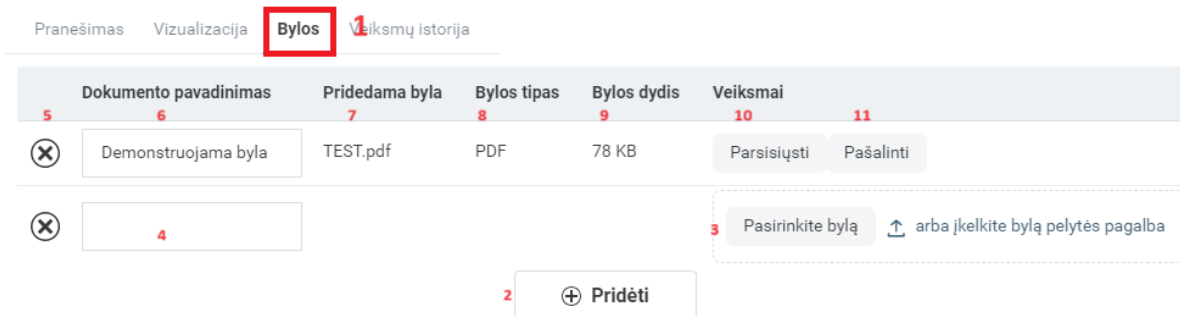 Pranešimas Vizualizacija Bylos 1 Veiksmų istorija
Dokumento pavadinimas Pridedama byla Bylos tipas Bylos dydis Veiksmai
5 6 7 8 9 10 11
Demonstruojama byla TEST.pdf PDF 78 KB Parsisiųsti Pašalinti
4 3 Pasirinkite bylą arba įkelkite bylą pelytės pagalba
2 Pridėti